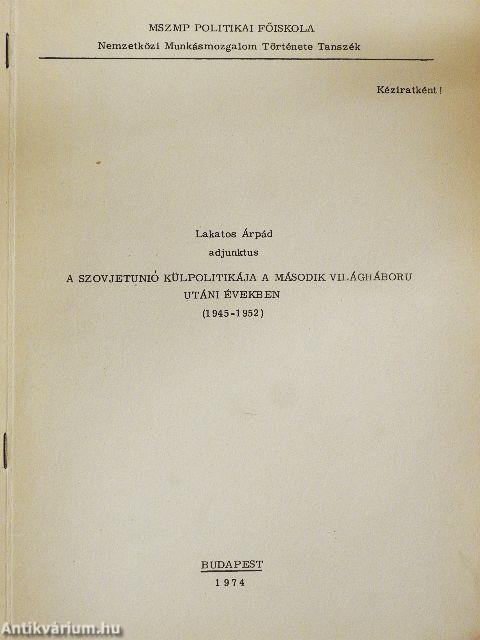 MSZMP POLITIKAI FŐISKOLA
Nemzetközi Munkásmozgalom Története Tanszék
Kéziratként!
Lakatos Árpád
adjunktus
A SZOVJETUNIÓ KÜLPOLITIKÁJA A MÁSODIK VILÁGHÁBORU
UTÁNI ÉVEKBEN
(1945-1952)
BUDAPEST
1974
Antikvárium.hu